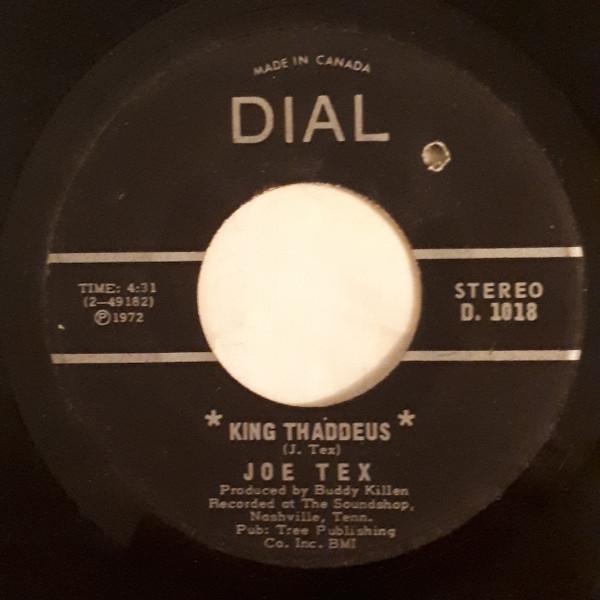 MADE IN CANADA
DIAL
TIME: 4:31
(2—49182)
Ⓟ1972
STEREO
D. 1018
* KING THADDEUS *
(J. Tex)
JOE TEX
Produced by Buddy Killen
Recorded at The Soundshop,
Nashville, Tenn.
Pub: Tree Publishing
Co. Inc. BMI